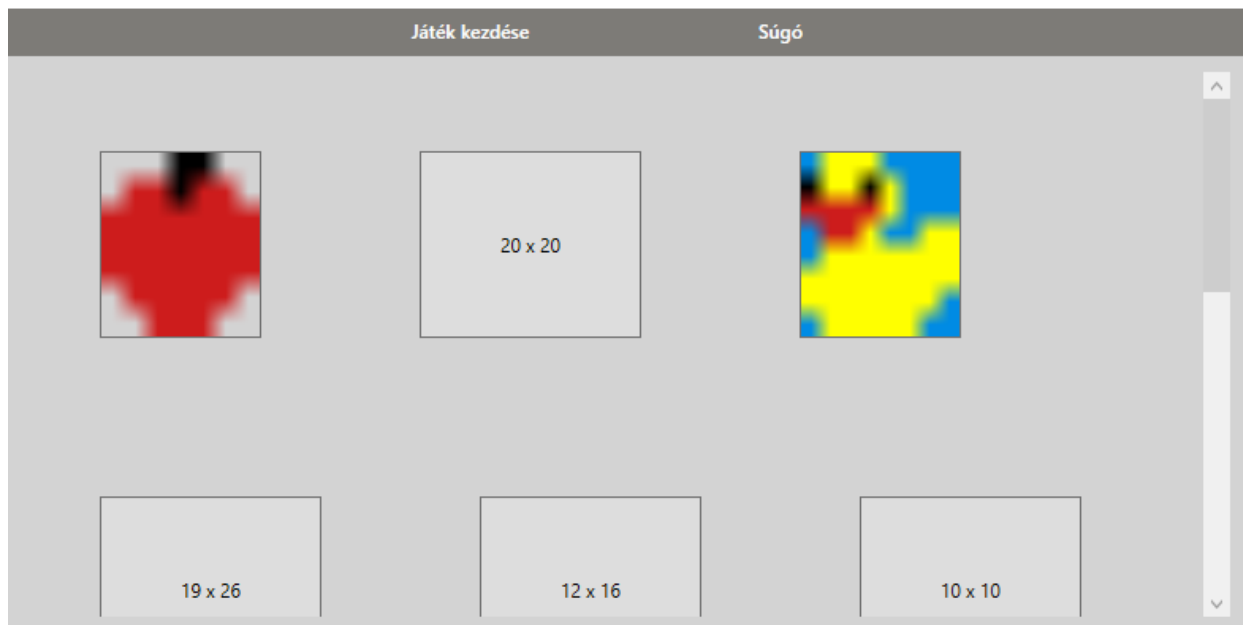 Játék kezdése
Súgó
20 x 20
19 x 26
12 x 16
10 x 10